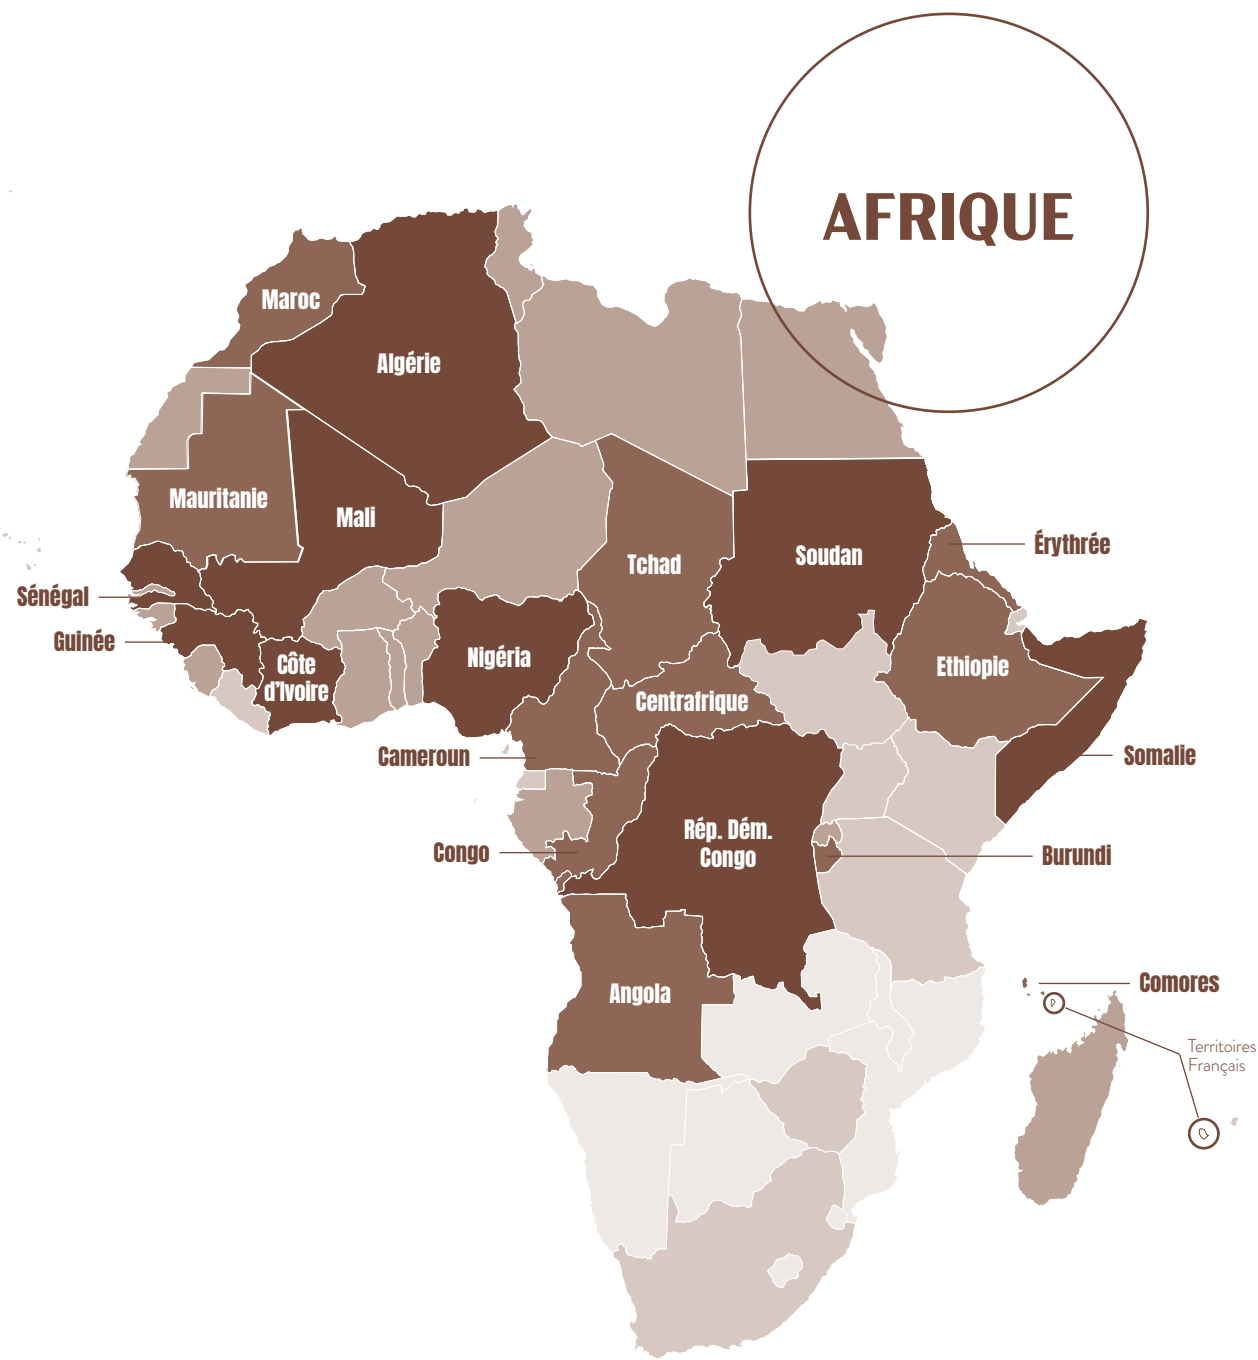 AFRIQUE
Maroc
Algérie
Mauritanie
Mali
Tchad
Soudan
Érythrée
Sénégal
Guinée
Côte
d'Ivoire
Nigéria
Ethiopie
Centrafrique
Cameroun
Somalie
Rép. Dém.
Congo
Congo
Burundi
Angola
Comores
Territoires
Français